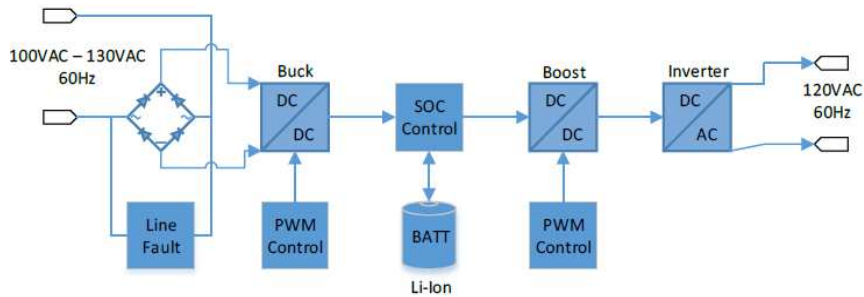 100VAC – 130VAC
60Hz
+
~
~
–
Line
Fault
Buck
DC
DC
PWM
Control
SOC
Control
BATT
Li-Ion
Boost
DC
DC
PWM
Control
Inverter
DC
AC
120VAC
60Hz